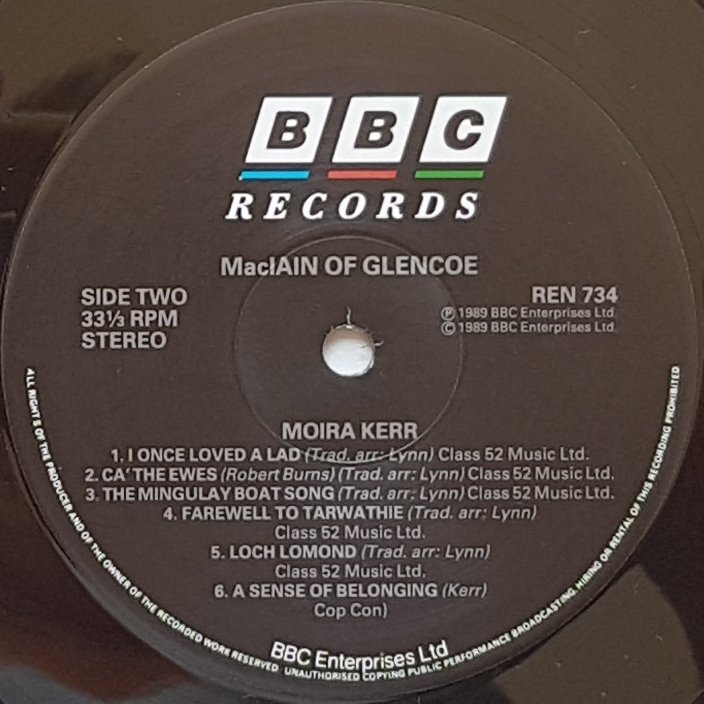 BBC
RECORDS
MacIAIN OF GLENCOE
SIDE TWO
33⅓ RPM
STEREO
REN 734
Ⓟ 1989 BBC Enterprises Ltd
© 1989 BBC Enterprises Ltd
MOIRA KERR
1. I ONCE LOVED A LAD (Trad. arr: Lynn) Class 52 Music Ltd.
2. CA' THE EWES (Robert Burns) (Trad. arr: Lynn) Class 52 Music Ltd.
3. THE MINGULAY BOAT SONG (Trad. arr: Lynn) Class 52 Music Ltd.
4. FAREWELL TO TARWATHIE (Trad. arr: Lynn)
Class 52 Music Ltd.
5. LOCH LOMOND (Trad. arr: Lynn)
Class 52 Music Ltd.
6. A SENSE OF BELONGING (Kerr)
Cop Con)
BBC Enterprises Ltd
ALL RIGHTS OF THE PRODUCER AND OF THE OWNER OF THE RECORDED WORK RESERVED. UNAUTHORISED COPYING PUBLIC PERFORMANCE BROADCASTING, HIRING OR RENTAL OF THIS RECORDING PROHIBITED